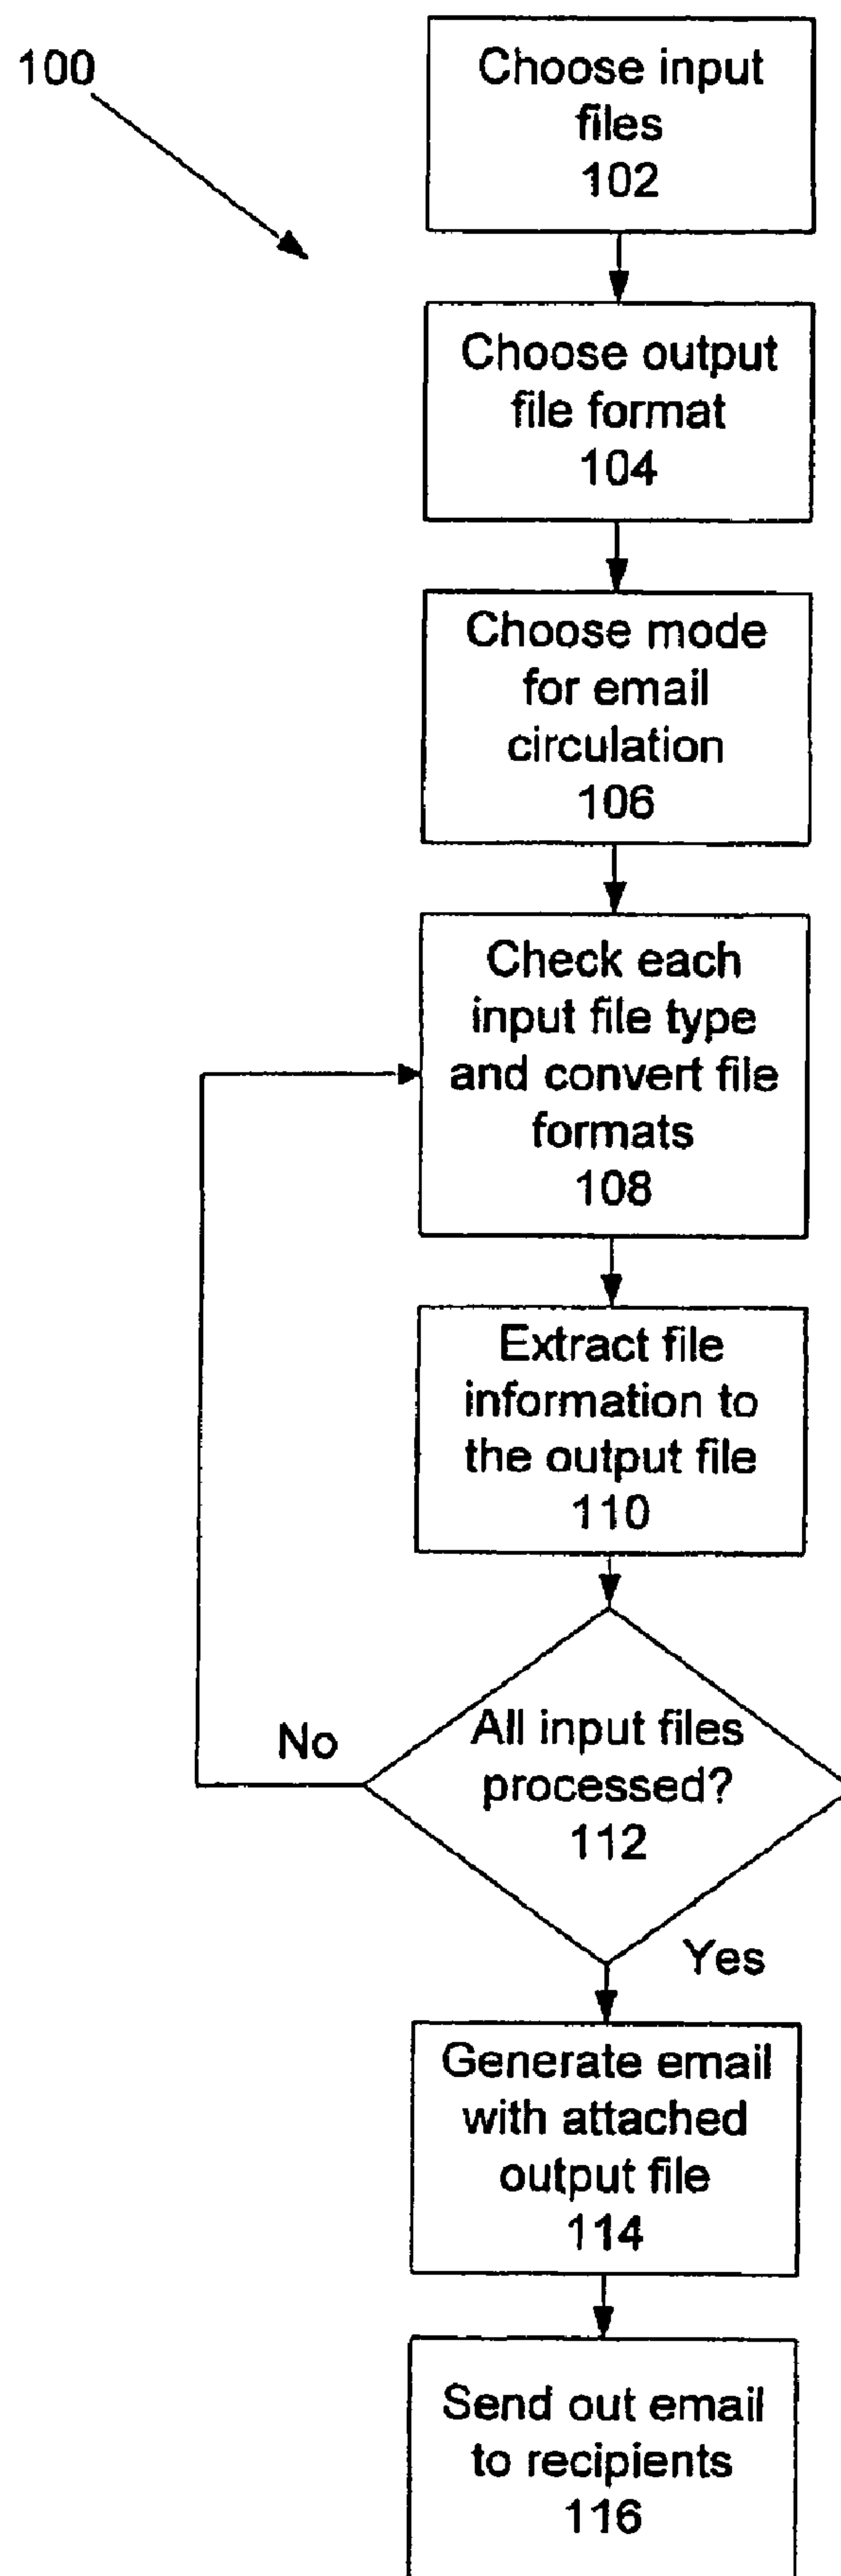 100
Choose input
files
102
Choose output
file format
104
Choose mode
for email
circulation
106
Check each
input file type
and convert file
formats
108
Extract file
information to
the output file
110
No
All input files
processed?
112
Yes
Generate email
with attached
output file
114
Send out email
to recipients
116